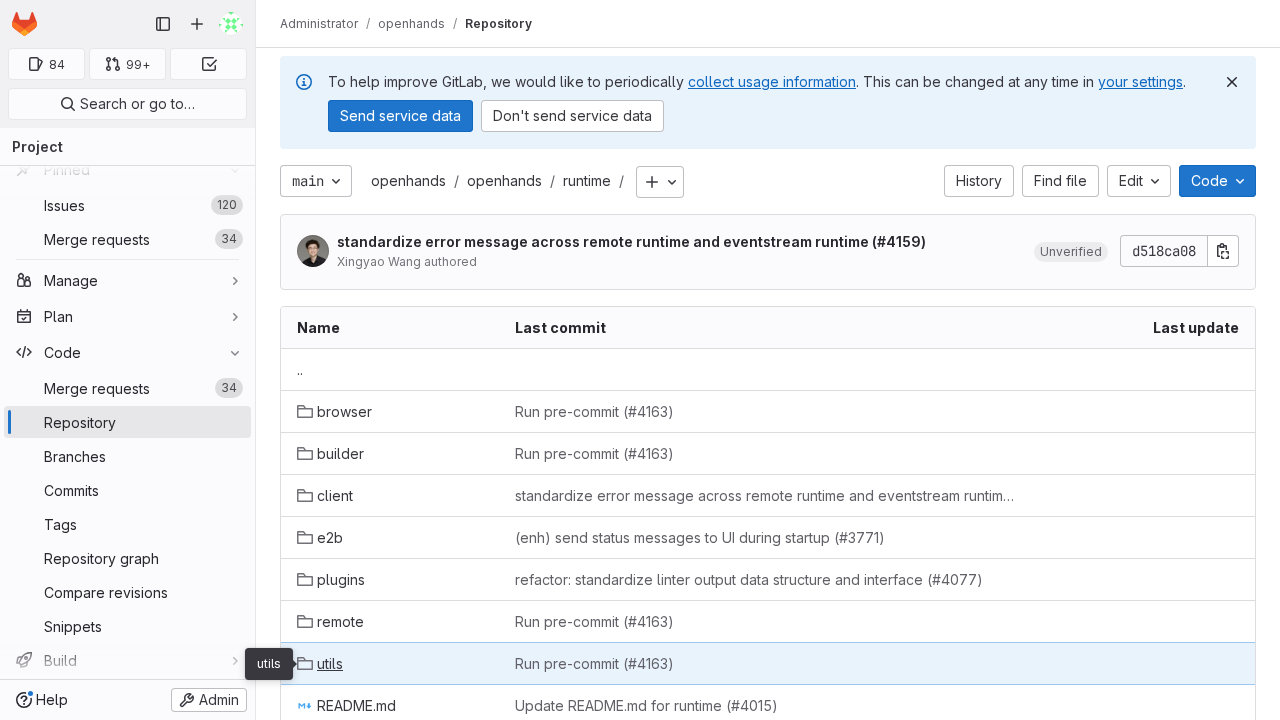 Administrator / openhands / Repository
84
99+
Search or go to…
Project
Pinned
Issues 120
Merge requests 34
Manage
Plan
Code
Merge requests 34
Repository
Branches
Commits
Tags
Repository graph
Compare revisions
Snippets
Build
Help
Admin
To help improve GitLab, we would like to periodically collect usage information. This can be changed at any time in your settings.
Send service data
Don't send service data
main
openhands / openhands / runtime /
History
Find file
Edit
Code
standardize error message across remote runtime and eventstream runtime (#4159)
Xingyao Wang authored
Unverified
d518ca08
Name Last commit Last update
..
browser Run pre-commit (#4163)
builder Run pre-commit (#4163)
client standardize error message across remote runtime and eventstream runtim…
e2b (enh) send status messages to UI during startup (#3771)
plugins refactor: standardize linter output data structure and interface (#4077)
remote Run pre-commit (#4163)
utils
utils Run pre-commit (#4163)
README.md Update README.md for runtime (#4015)